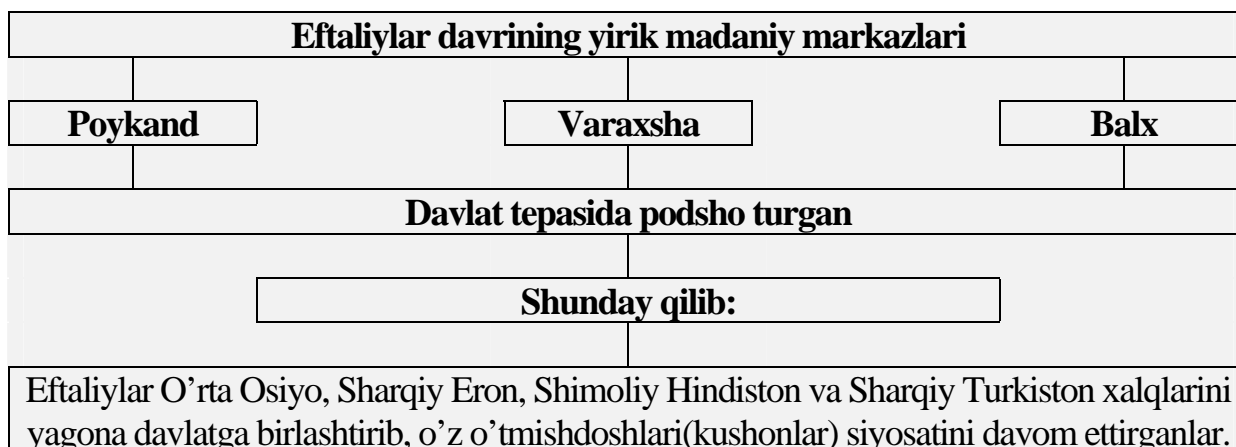 Eftaliylar davrining yirik madaniy markazlari
Poykand Varaxsha Balx
Davlat tepasida podsho turgan
Shunday qilib:
Eftaliylar O’rta Osiyo, Sharqiy Eron, Shimoliy Hindiston va Sharqiy Turkiston xalqlarini
yagona davlatga birlashtirib, o’z o’tmishdoshlari(kushonlar) siyosatini davom ettirganlar.